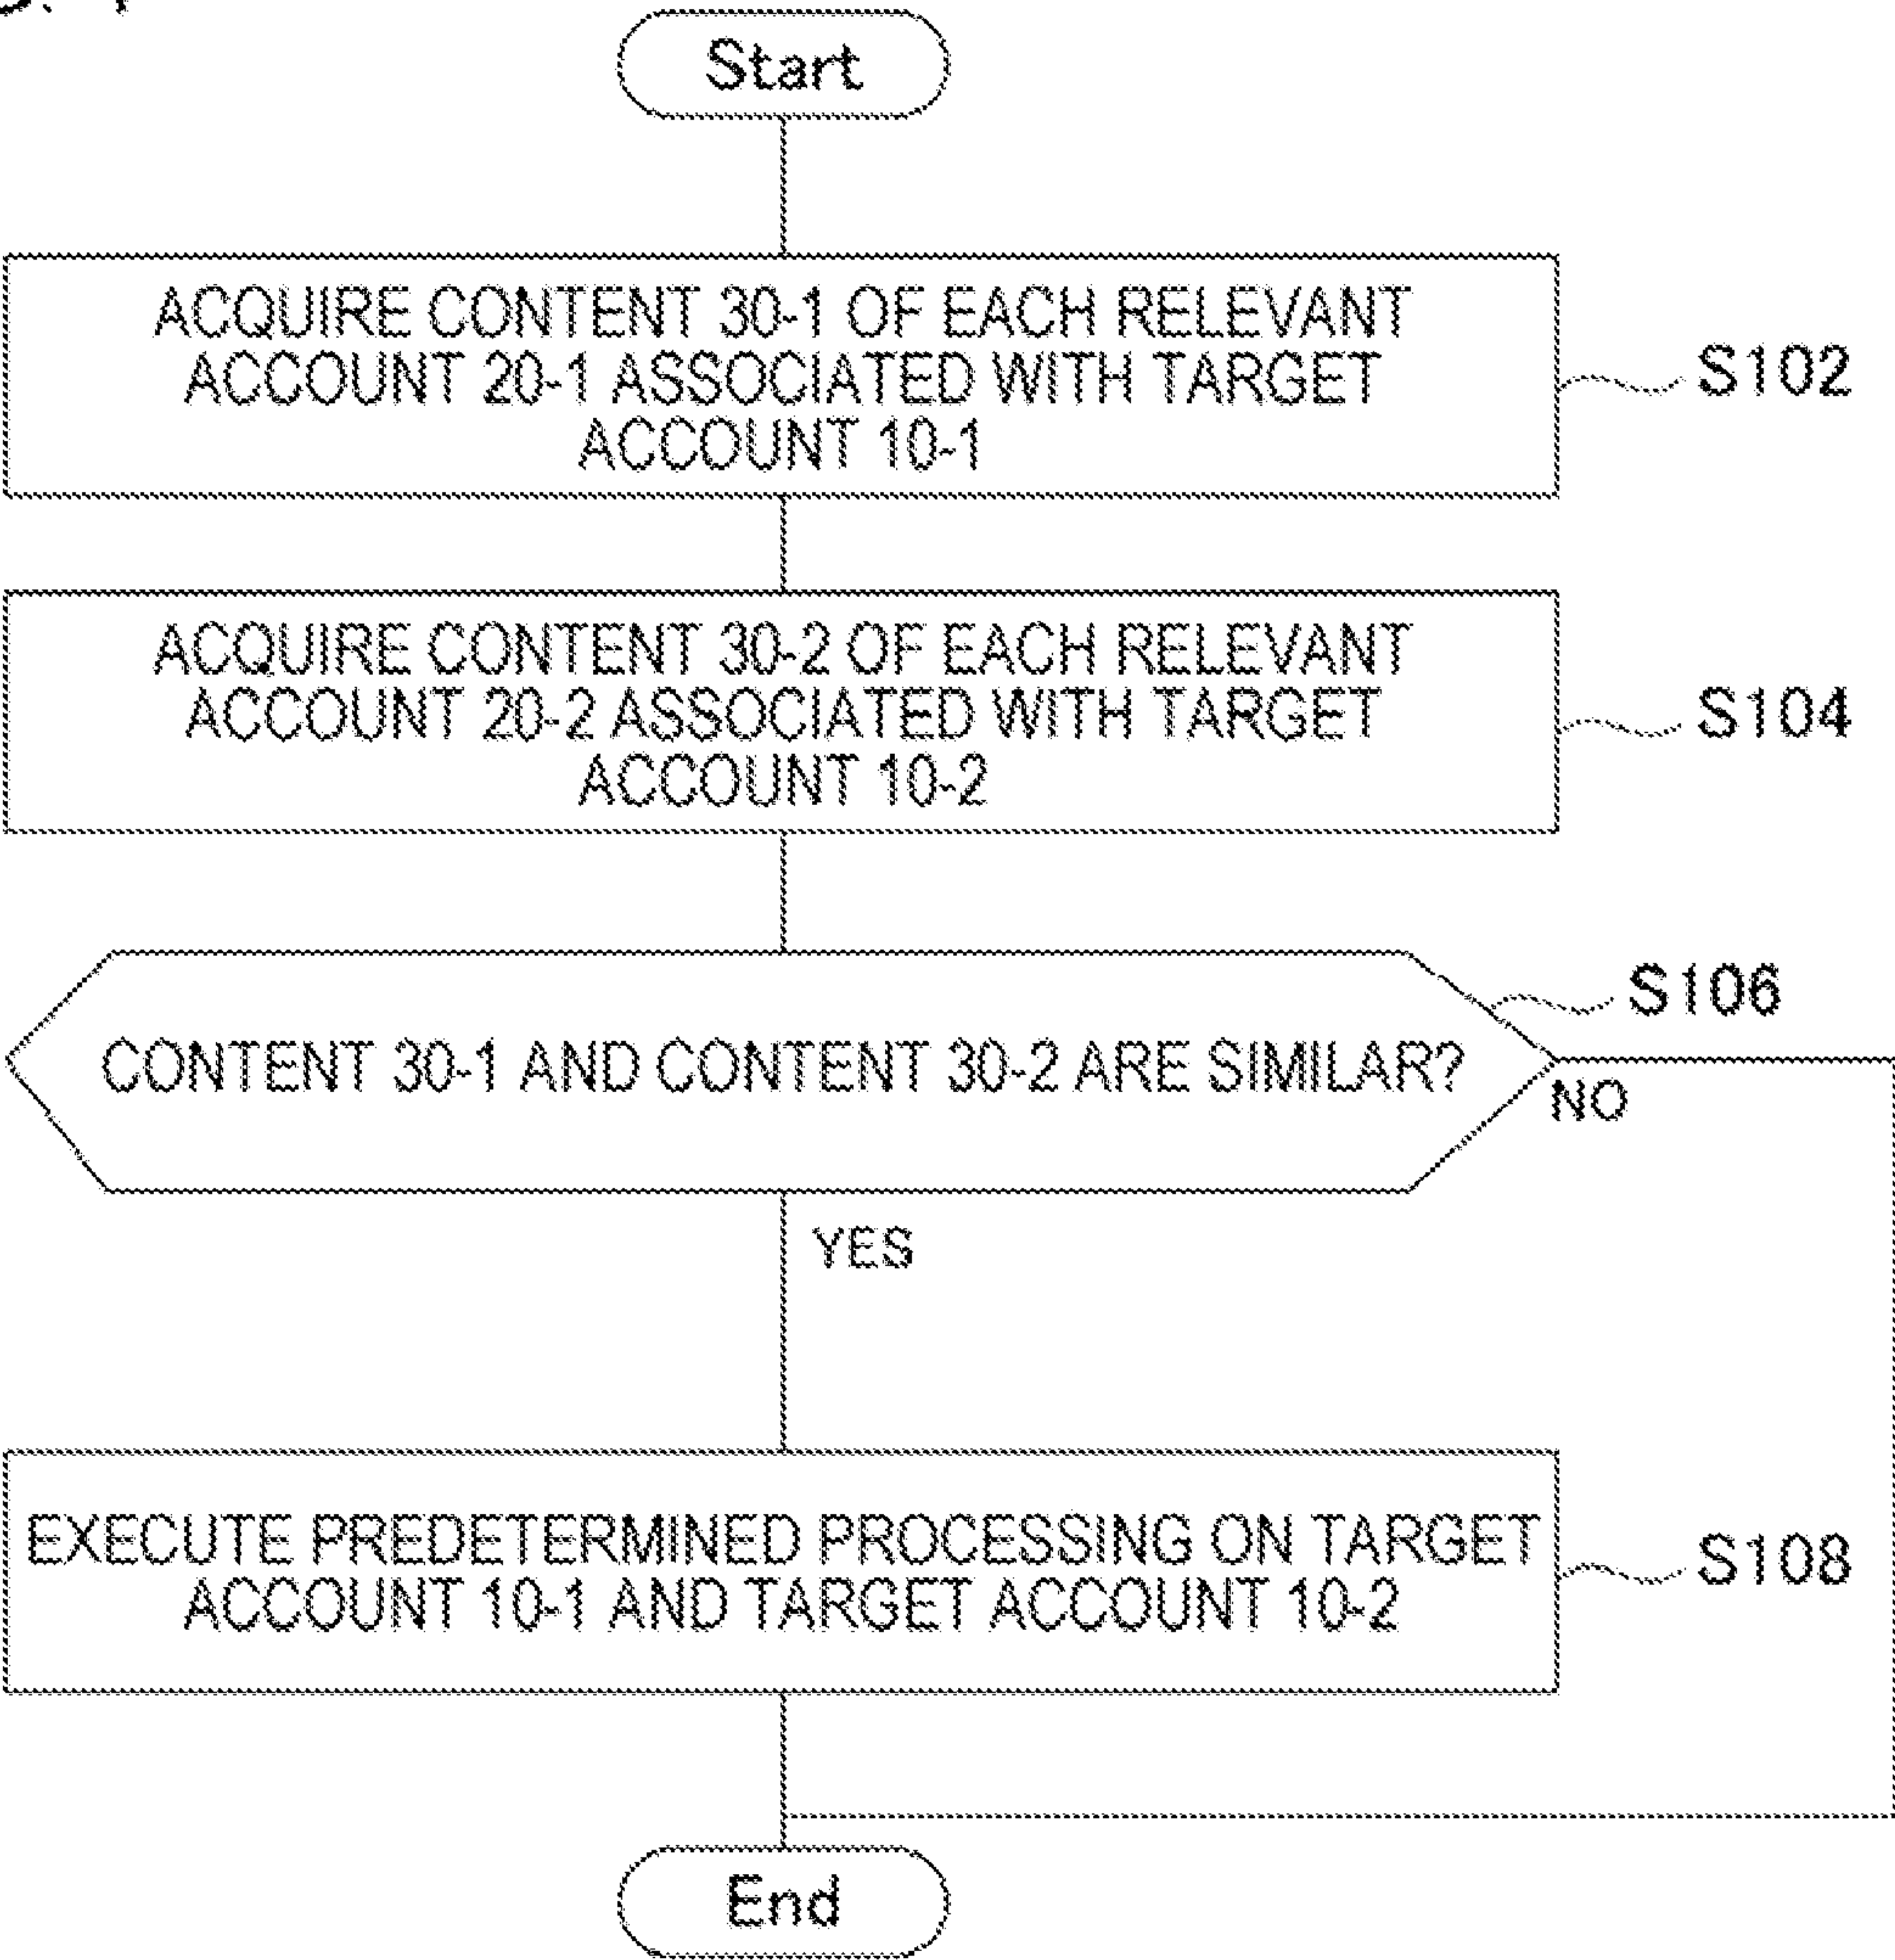 Start
ACQUIRE CONTENT 30-1 OF EACH RELEVANT
ACCOUNT 20-1 ASSOCIATED WITH TARGET
ACCOUNT 10-1
S102
ACQUIRE CONTENT 30-2 OF EACH RELEVANT
ACCOUNT 20-2 ASSOCIATED WITH TARGET
ACCOUNT 10-2
S104
S106
CONTENT 30-1 AND CONTENT 30-2 ARE SIMILAR?
NO
YES
EXECUTE PREDETERMINED PROCESSING ON TARGET
ACCOUNT 10-1 AND TARGET ACCOUNT 10-2
S108
End